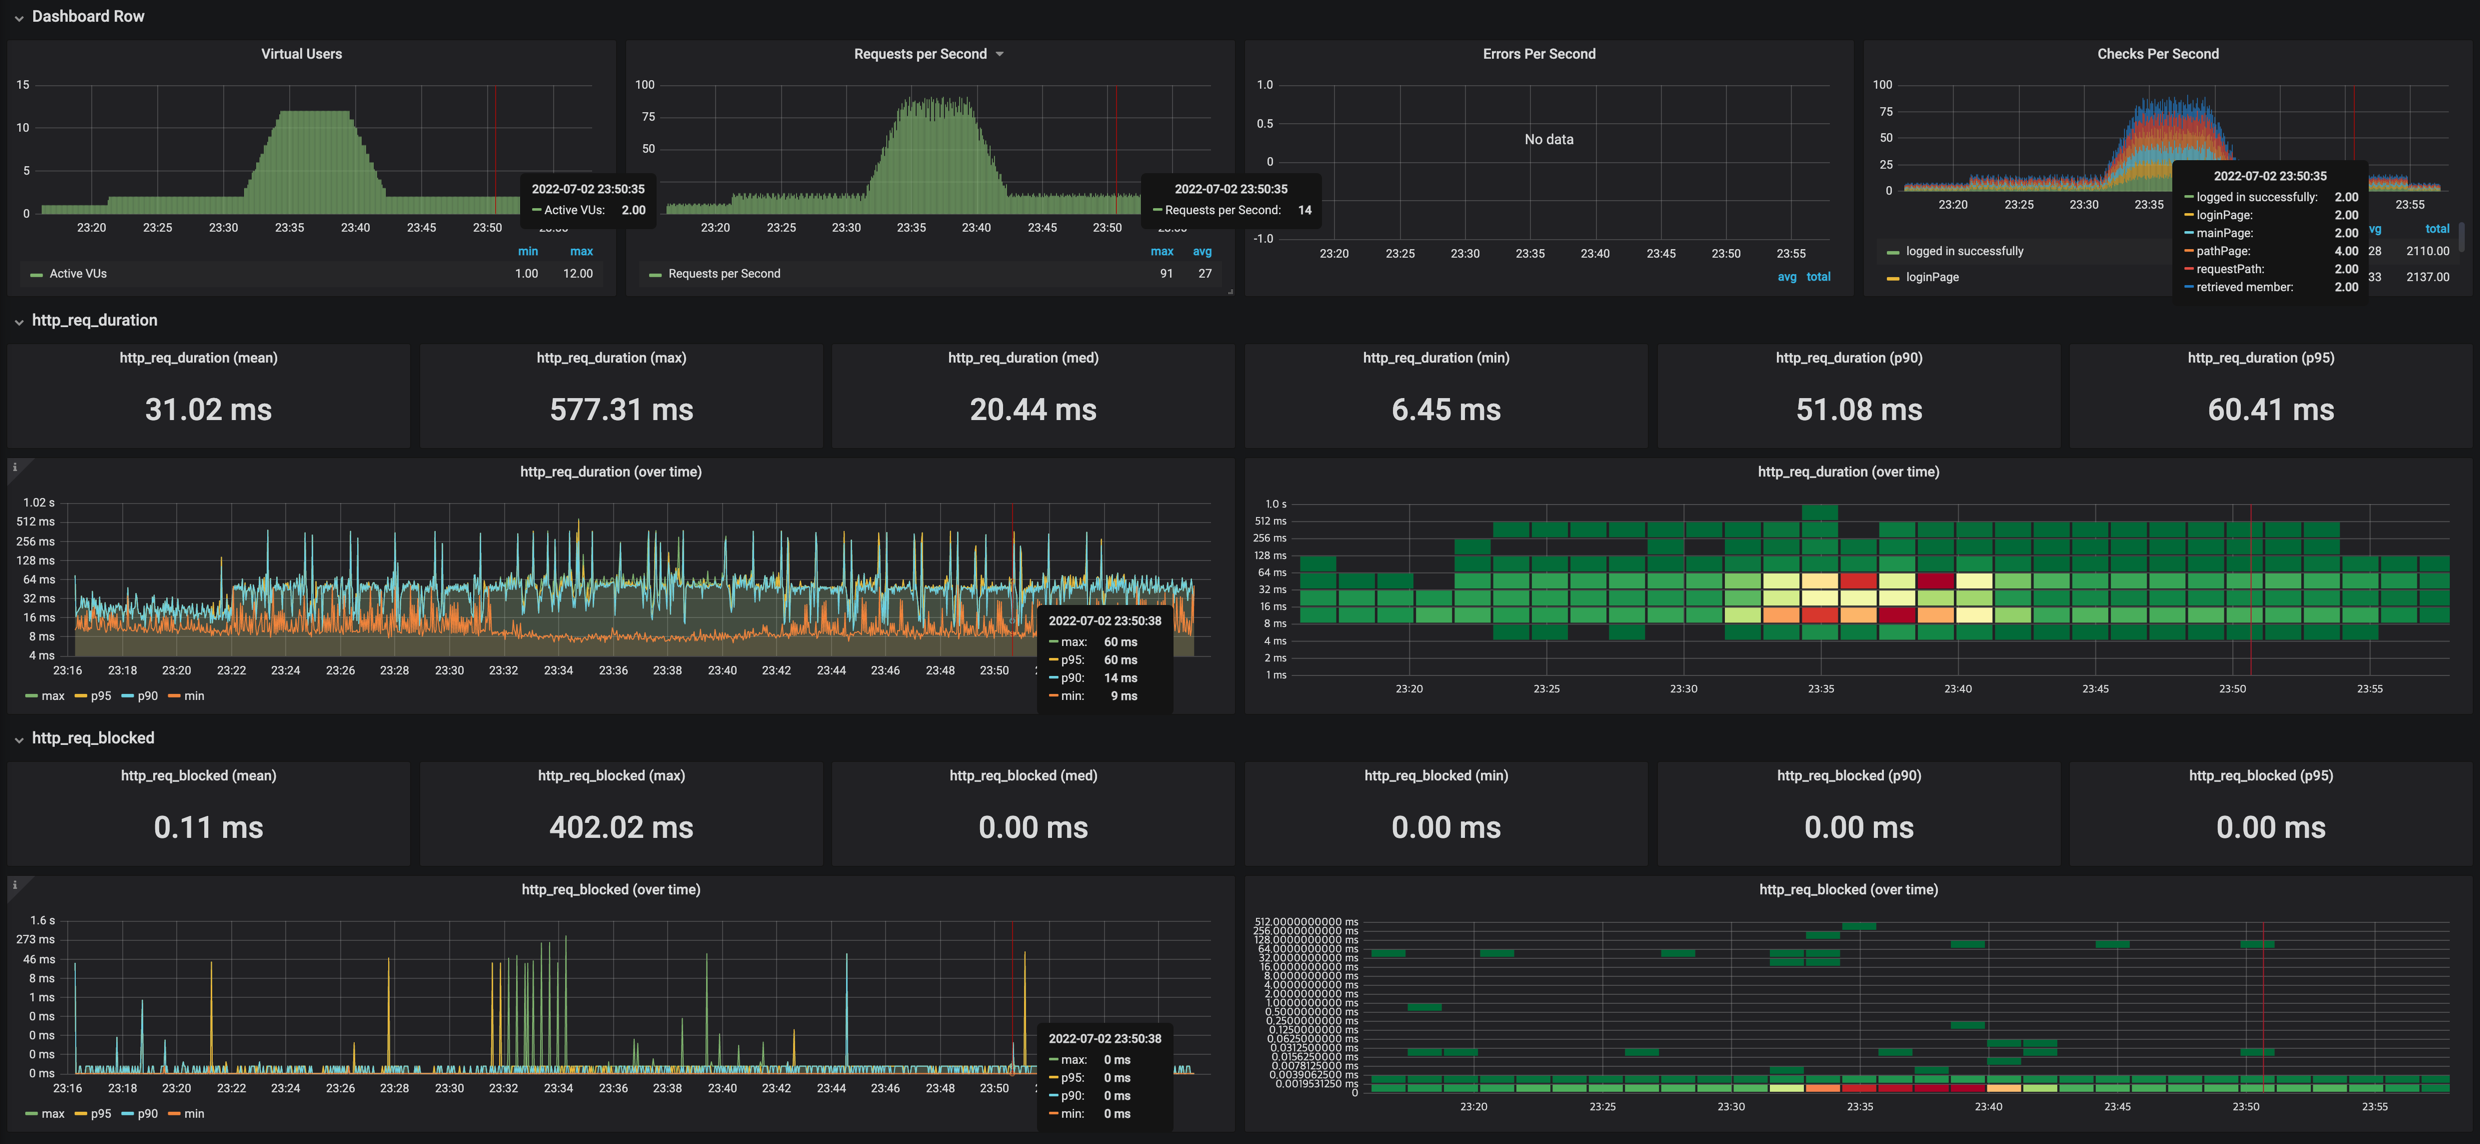 Dashboard Row
Virtual Users
15
10
5
0
23:20 23:25 23:30 23:35 23:40 23:45 23:50
min max
Active VUs 1.00 12.00
2022-07-02 23:50:35
Active VUs: 2.00
Requests per Second
100
75
50
23:20 23:25 23:30 23:35 23:40 23:45 23:50
max avg
Requests per Second 91 27
2022-07-02 23:50:35
Requests per Second: 14
Errors Per Second
1.0
0.5
0
-1.0
No data
23:20 23:25 23:30 23:35 23:40 23:45 23:50 23:55
avg total
Checks Per Second
100
75
50
25
0
23:20 23:25 23:30 23:35 23:55
total
logged in successfully 28 2110.00
loginPage 33 2137.00
2022-07-02 23:50:35
logged in successfully: 2.00
loginPage: 2.00
mainPage: 2.00
pathPage: 4.00
requestPath: 2.00
retrieved member: 2.00
http_req_duration
http_req_duration (mean)
31.02 ms
http_req_duration (max)
577.31 ms
http_req_duration (med)
20.44 ms
http_req_duration (min)
6.45 ms
http_req_duration (p90)
51.08 ms
http_req_duration (p95)
60.41 ms
i
http_req_duration (over time)
1.02 s
512 ms
256 ms
128 ms
64 ms
32 ms
16 ms
8 ms
4 ms
23:16 23:18 23:20 23:22 23:24 23:26 23:28 23:30 23:32 23:34 23:36 23:38 23:40 23:42 23:44 23:46 23:48 23:50
max p95 p90 min
2022-07-02 23:50:38
max: 60 ms
p95: 60 ms
p90: 14 ms
min: 9 ms
http_req_duration (over time)
1.0 s
512 ms
256 ms
128 ms
64 ms
32 ms
16 ms
8 ms
4 ms
2 ms
1 ms
23:20 23:25 23:30 23:35 23:40 23:45 23:50 23:55
http_req_blocked
http_req_blocked (mean)
0.11 ms
http_req_blocked (max)
402.02 ms
http_req_blocked (med)
0.00 ms
http_req_blocked (min)
0.00 ms
http_req_blocked (p90)
0.00 ms
http_req_blocked (p95)
0.00 ms
i
http_req_blocked (over time)
1.6 s
273 ms
46 ms
8 ms
1 ms
0 ms
0 ms
0 ms
0 ms
23:16 23:18 23:20 23:22 23:24 23:26 23:28 23:30 23:32 23:34 23:36 23:38 23:40 23:42 23:44 23:46 23:48 23:50
max p95 p90 min
2022-07-02 23:50:38
max: 0 ms
p95: 0 ms
p90: 0 ms
min: 0 ms
http_req_blocked (over time)
512.0000000000 ms
256.0000000000 ms
128.0000000000 ms
64.0000000000 ms
32.0000000000 ms
16.0000000000 ms
8.0000000000 ms
4.0000000000 ms
2.0000000000 ms
1.0000000000 ms
0.5000000000 ms
0.2500000000 ms
0.1250000000 ms
0.0625000000 ms
0.0312500000 ms
0.0156250000 ms
0.0078125000 ms
0.0039062500 ms
0.0019531250
0
23:20 23:25 23:30 23:35 23:40 23:45 23:50 23:55